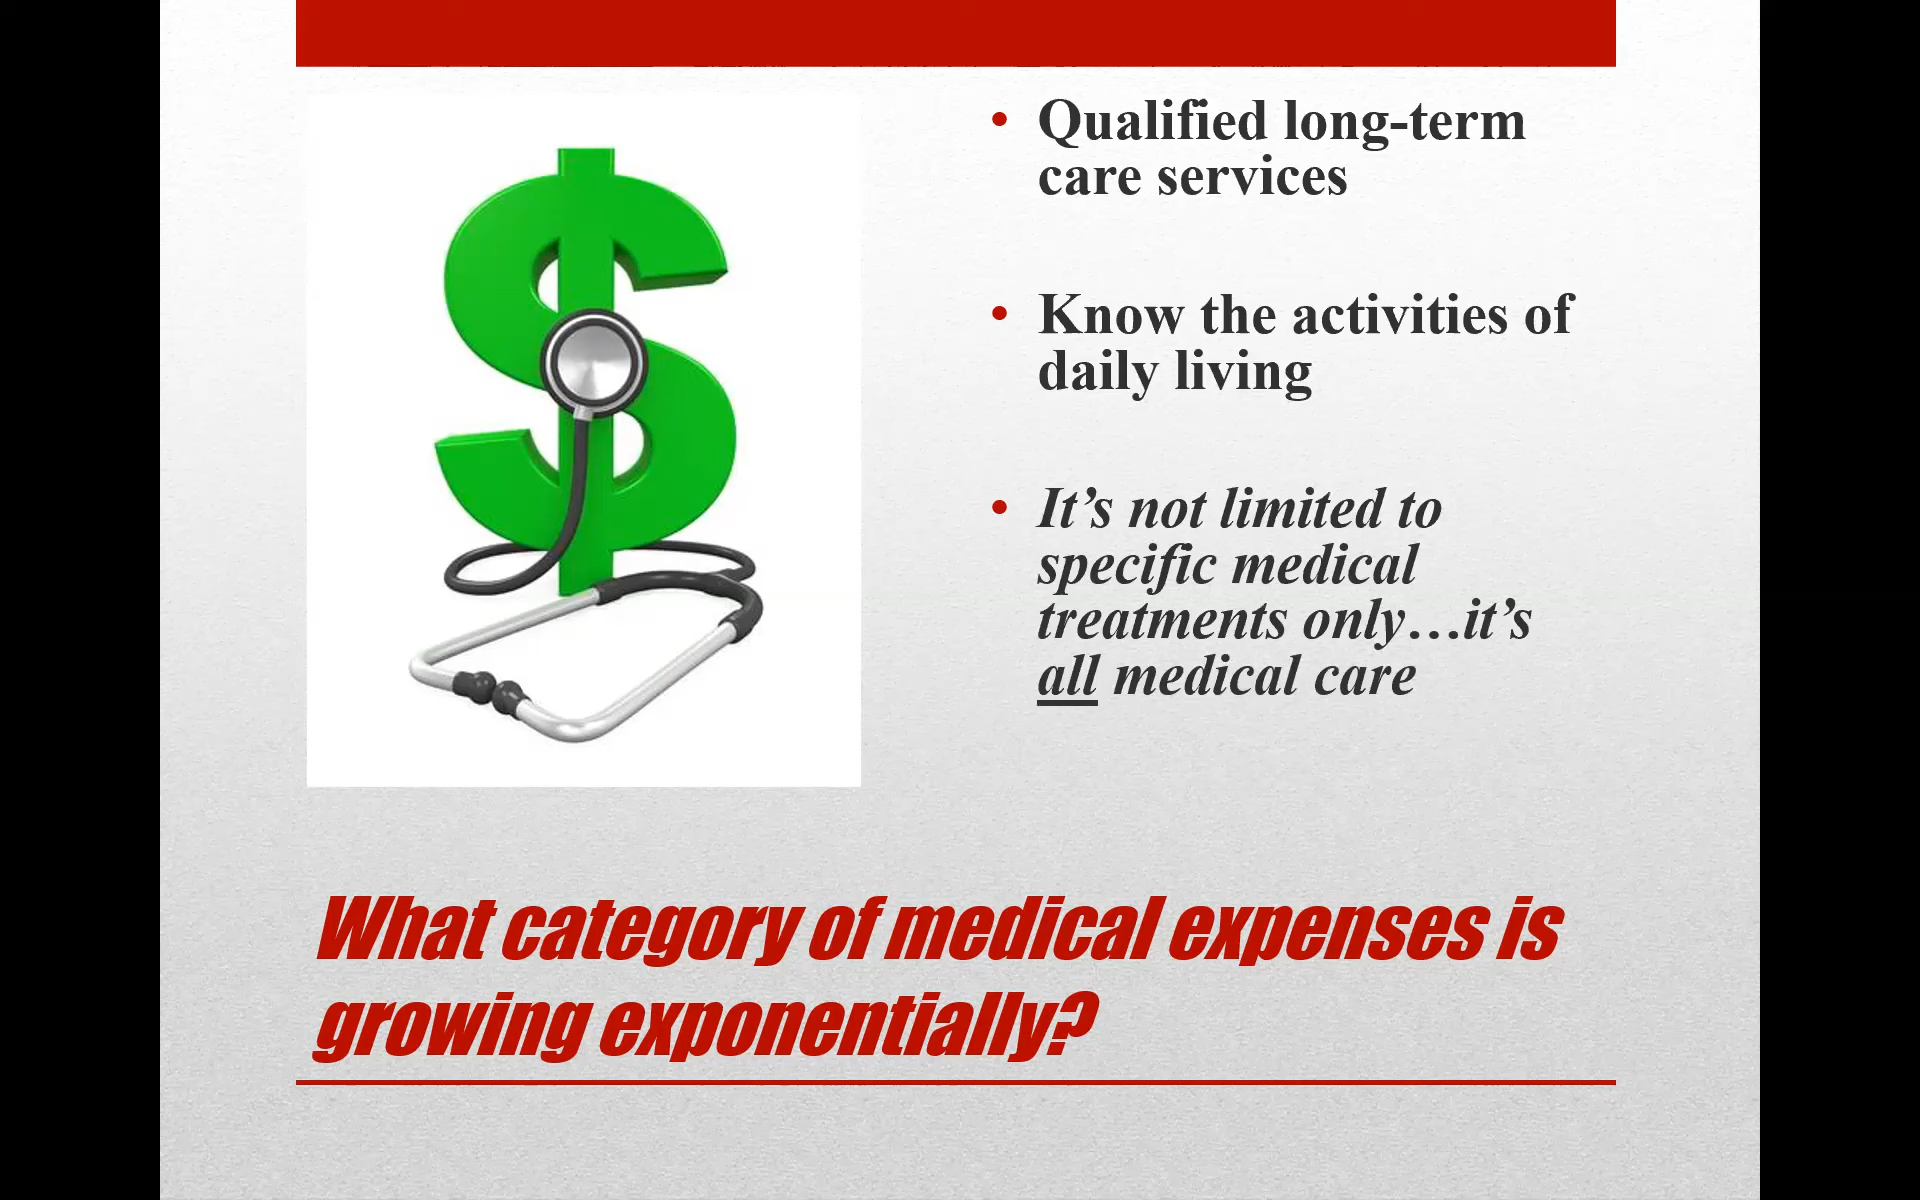 • Qualified long-term
care services
• Know the activities of
daily living
• It’s not limited to
specific medical
treatments only…it’s
all medical care
What category of medical expenses is
growing exponentially?